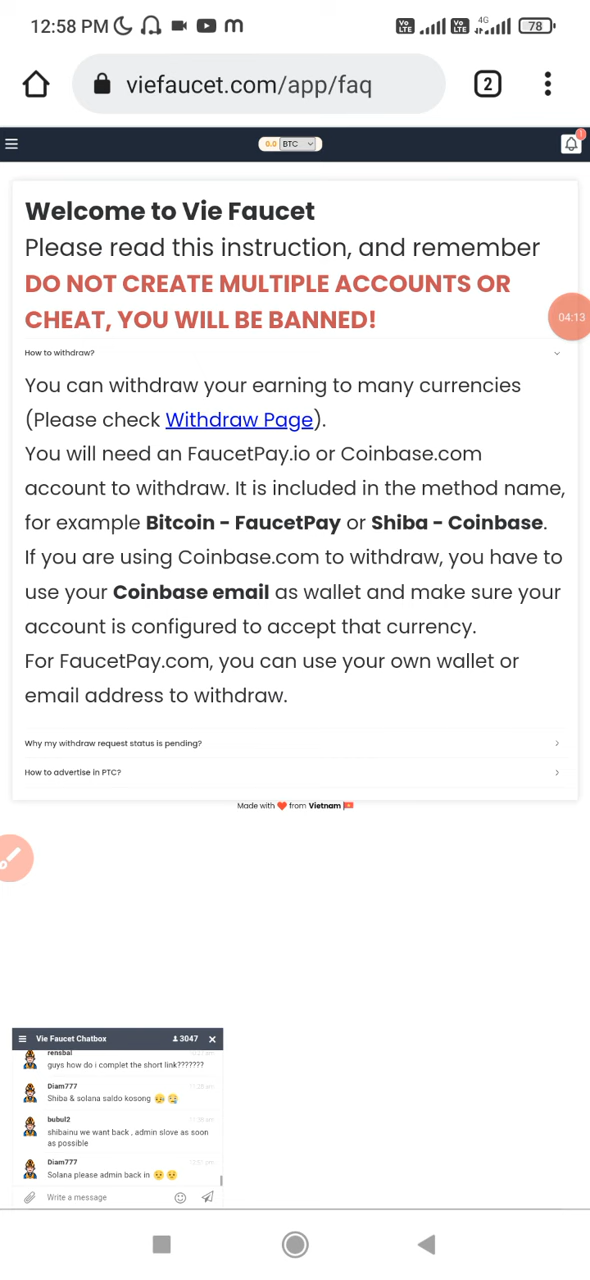 12:58 PM
Vo LTE Vo LTE 4G 78
viefaucet.com/app/faq
2
0.0 BTC
1
Welcome to Vie Faucet
Please read this instruction, and remember
DO NOT CREATE MULTIPLE ACCOUNTS OR
CHEAT, YOU WILL BE BANNED!
04:13
How to withdraw?
You can withdraw your earning to many currencies
(Please check Withdraw Page).
You will need an FaucetPay.io or Coinbase.com
account to withdraw. It is included in the method name,
for example Bitcoin - FaucetPay or Shiba - Coinbase.
If you are using Coinbase.com to withdraw, you have to
use your Coinbase email as wallet and make sure your
account is configured to accept that currency.
For FaucetPay.com, you can use your own wallet or
email address to withdraw.
Why my withdraw request status is pending?
How to advertise in PTC?
Made with ❤️ from Vietnam 🇻🇳
Vie Faucet Chatbox 3047
rensbal
guys how do i complet the short link???????
Diam777
Shiba & solana saldo kosong
bubul2
shibainu we want back , admin slove as soon
as possible
Diam777
Solana please admin back in
Write a message